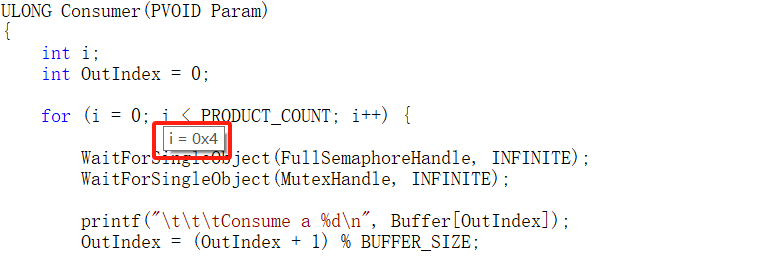 ULONG Consumer(PVOID Param)
{
    int i;
    int OutIndex = 0;

    for (i = 0; i < PRODUCT_COUNT; i++) {
i = 0x4
        WaitForSingleObject(FullSemaphoreHandle, INFINITE);
        WaitForSingleObject(MutexHandle, INFINITE);

        printf("\t\t\tConsume a %d\n", Buffer[OutIndex]);
        OutIndex = (OutIndex + 1) % BUFFER_SIZE;